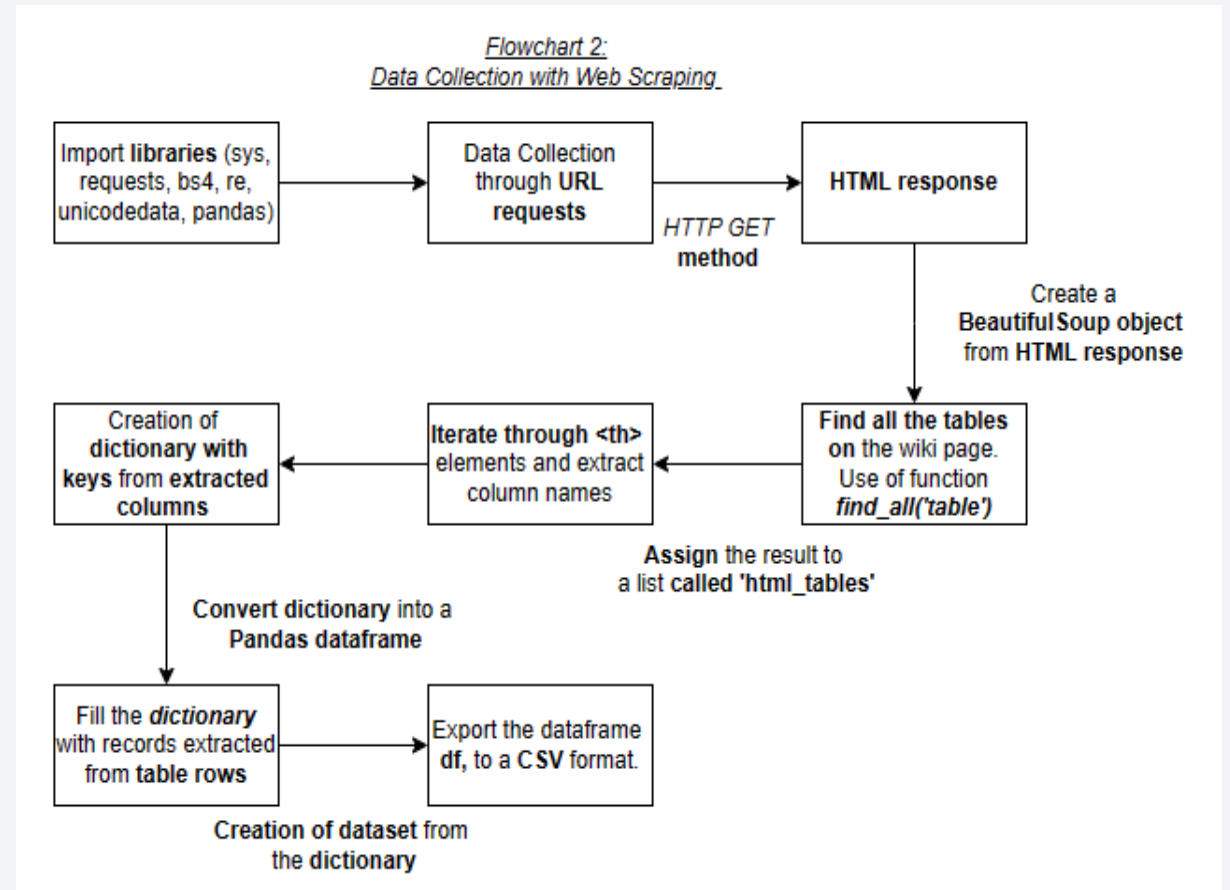 Flowchart 2:
Data Collection with Web Scraping
Import libraries (sys,
requests, bs4, re,
unicodedata, pandas)
Data Collection
through URL
requests
HTTP GET
method
HTML response
Create a
BeautifulSoup object
from HTML response
Find all the tables
on the wiki page.
Use of function
find_all('table')
Assign the result to
a list called 'html_tables'
Iterate through <th>
elements and extract
column names
Creation of
dictionary with
keys from extracted
columns
Convert dictionary into a
Pandas dataframe
Fill the dictionary
with records extracted
from table rows
Creation of dataset from
the dictionary
Export the dataframe
df, to a CSV format.